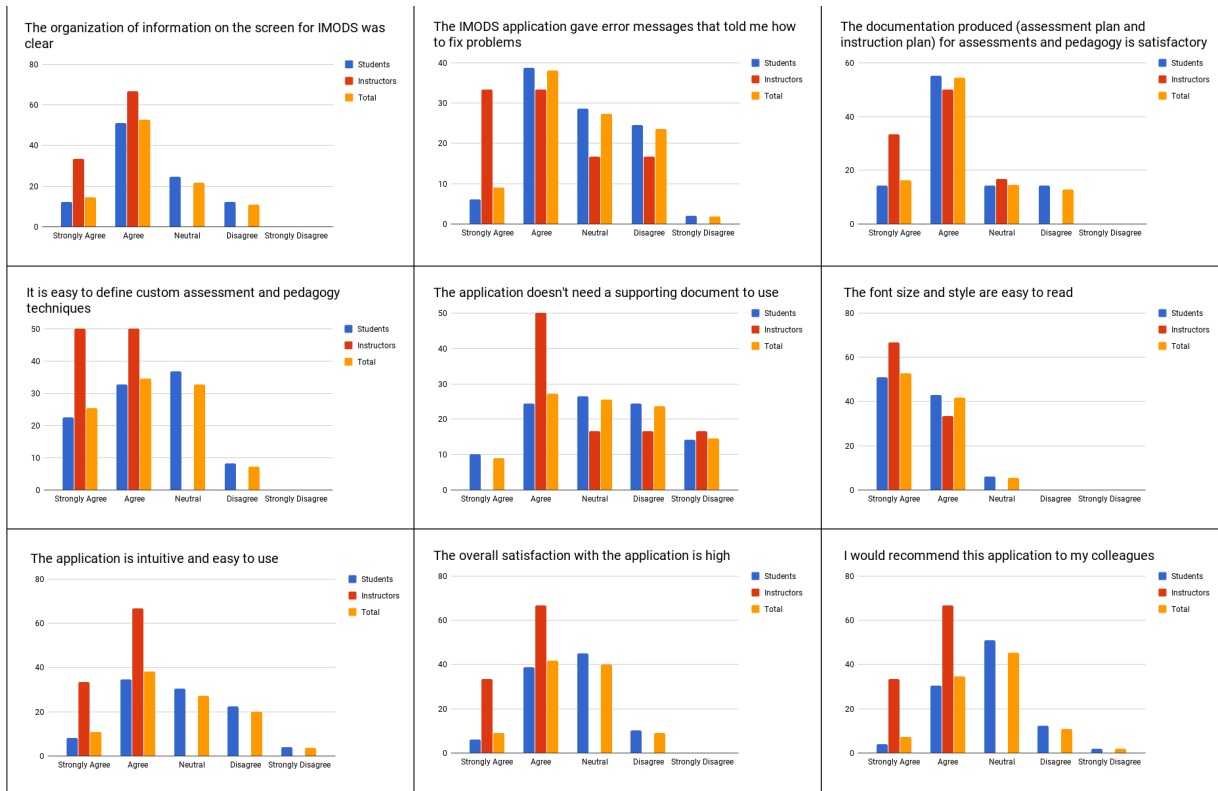 The organization of information on the screen for IMODS was
clear
Students
Instructors
Total
80
60
40
20
0
Strongly Agree
Agree
Neutral
Disagree
Strongly Disagree
The IMODS application gave error messages that told me how
to fix problems
Students
Instructors
Total
40
30
20
10
0
Strongly Agree
Agree
Neutral
Disagree
Strongly Disagree
The documentation produced (assessment plan and
instruction plan) for assessments and pedagogy is satisfactory
Students
Instructors
Total
60
40
20
0
Strongly Agree
Agree
Neutral
Disagree
Strongly Disagree
It is easy to define custom assessment and pedagogy
techniques
Students
Instructors
Total
50
40
30
20
10
0
Strongly Agree
Agree
Neutral
Disagree
Strongly Disagree
The application doesn't need a supporting document to use
Students
Instructors
Total
50
40
30
20
10
0
Strongly Agree
Agree
Neutral
Disagree
Strongly Disagree
The font size and style are easy to read
Students
Instructors
Total
80
60
40
20
0
Strongly Agree
Agree
Neutral
Disagree
Strongly Disagree
The application is intuitive and easy to use
Students
Instructors
Total
80
60
40
20
0
Strongly Agree
Agree
Neutral
Disagree
Strongly Disagree
The overall satisfaction with the application is high
Students
Instructors
Total
80
60
40
20
0
Strongly Agree
Agree
Neutral
Disagree
Strongly Disagree
I would recommend this application to my colleagues
Students
Instructors
Total
80
60
40
20
0
Strongly Agree
Agree
Neutral
Disagree
Strongly Disagree